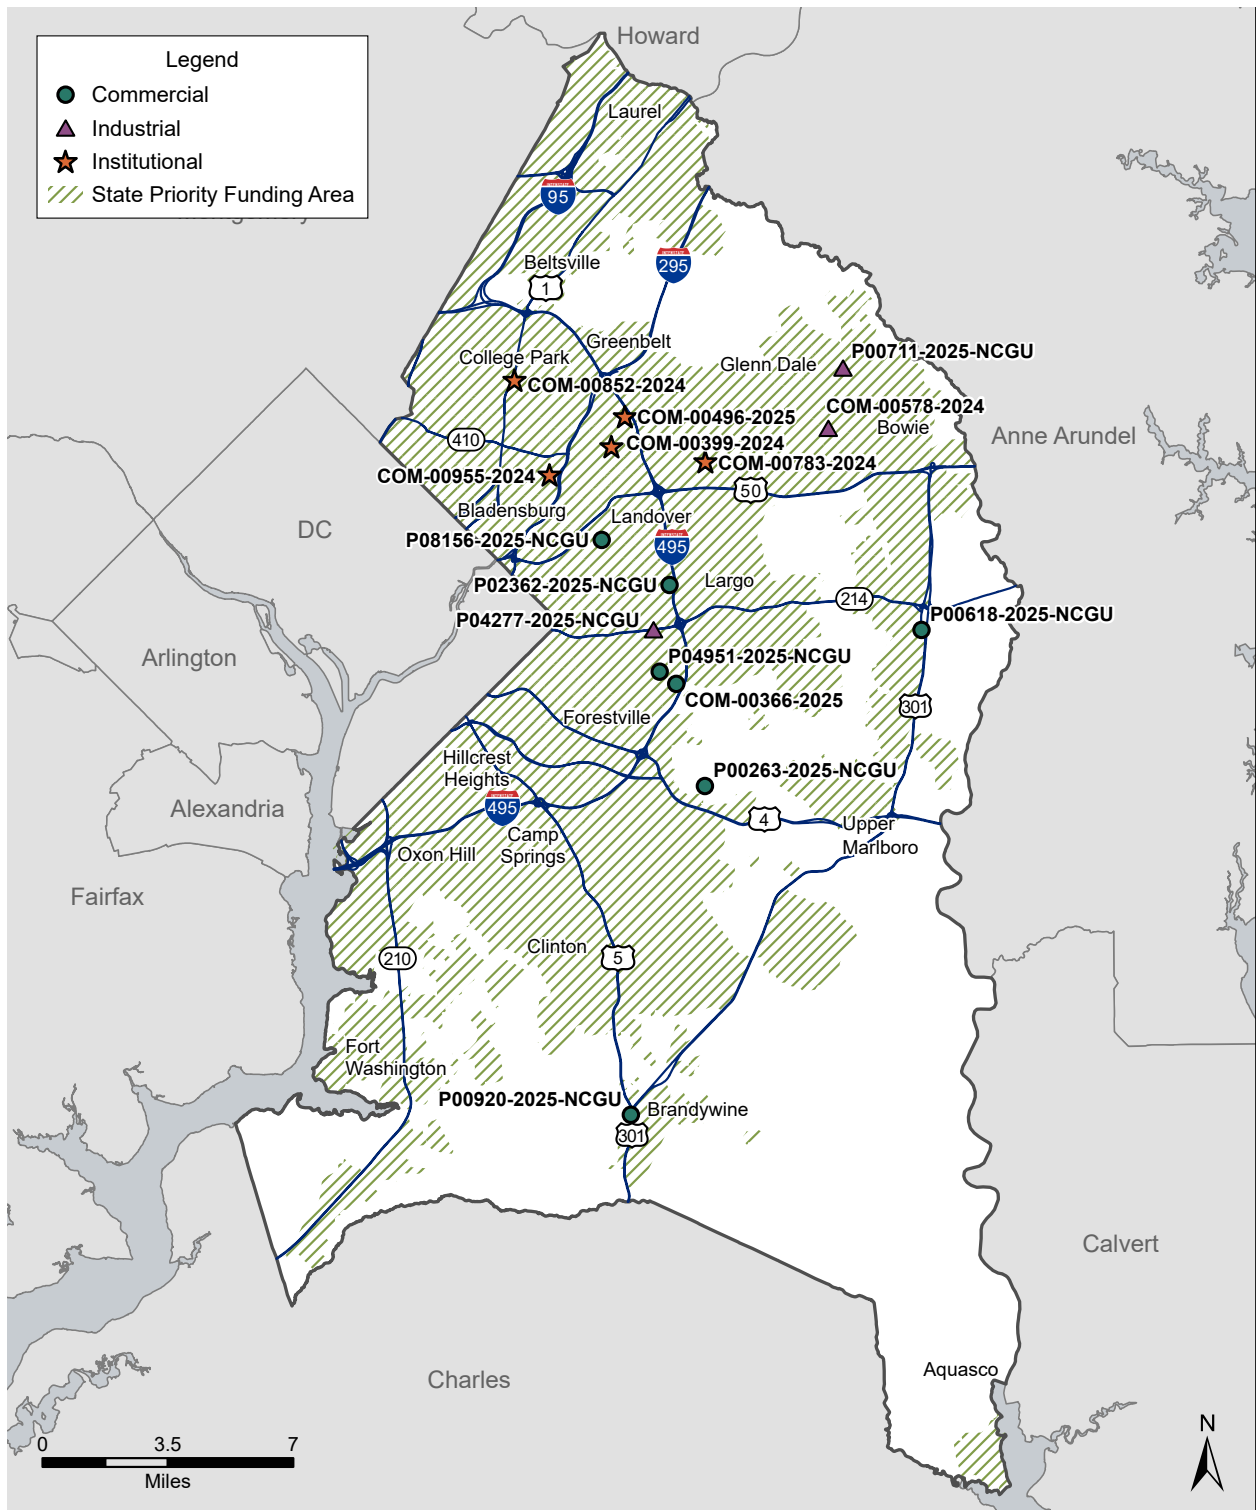 Howard
Legend
Commercial
Industrial
Institutional
State Priority Funding Area
Laurel
INTERSTATE
95
INTERSTATE
295
Beltsville
1
Greenbelt
College Park
Glenn Dale
P00711-2025-NCGU
COM-00852-2024
COM-00578-2024
COM-00496-2025
Bowie
Anne Arundel
410
COM-00399-2024
COM-00783-2024
COM-00955-2024
50
Bladensburg
Landover
DC
P08156-2025-NCGU
INTERSTATE
495
P02362-2025-NCGU
Largo
214
P04277-2025-NCGU
P00618-2025-NCGU
Arlington
P04951-2025-NCGU
COM-00366-2025
301
Forestville
Hillcrest
Heights
P00263-2025-NCGU
INTERSTATE
495
Alexandria
4
Camp
Springs
Upper
Marlboro
Oxon Hill
Fairfax
Clinton
210
5
Fort
Washington
P00920-2025-NCGU
Brandywine
301
Calvert
Aquasco
Charles
N
0 3.5 7
Miles